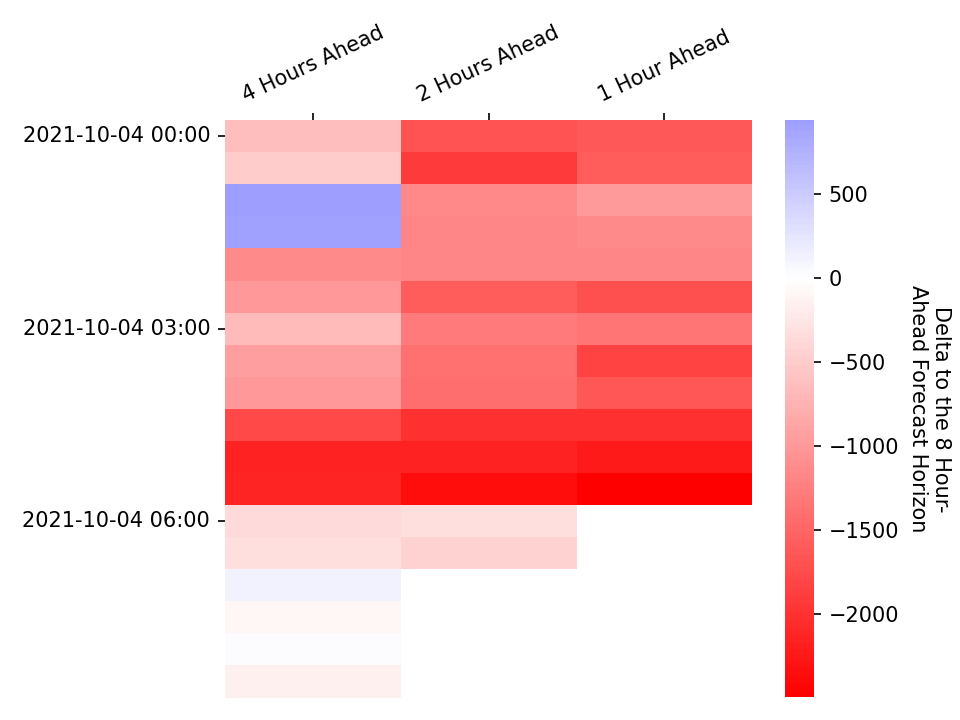 4 Hours Ahead
2 Hours Ahead
1 Hour Ahead
2021-10-04 00:00
2021-10-04 03:00
2021-10-04 06:00
500
0
−500
−1000
−1500
−2000
Delta to the 8 Hour-
Ahead Forecast Horizon